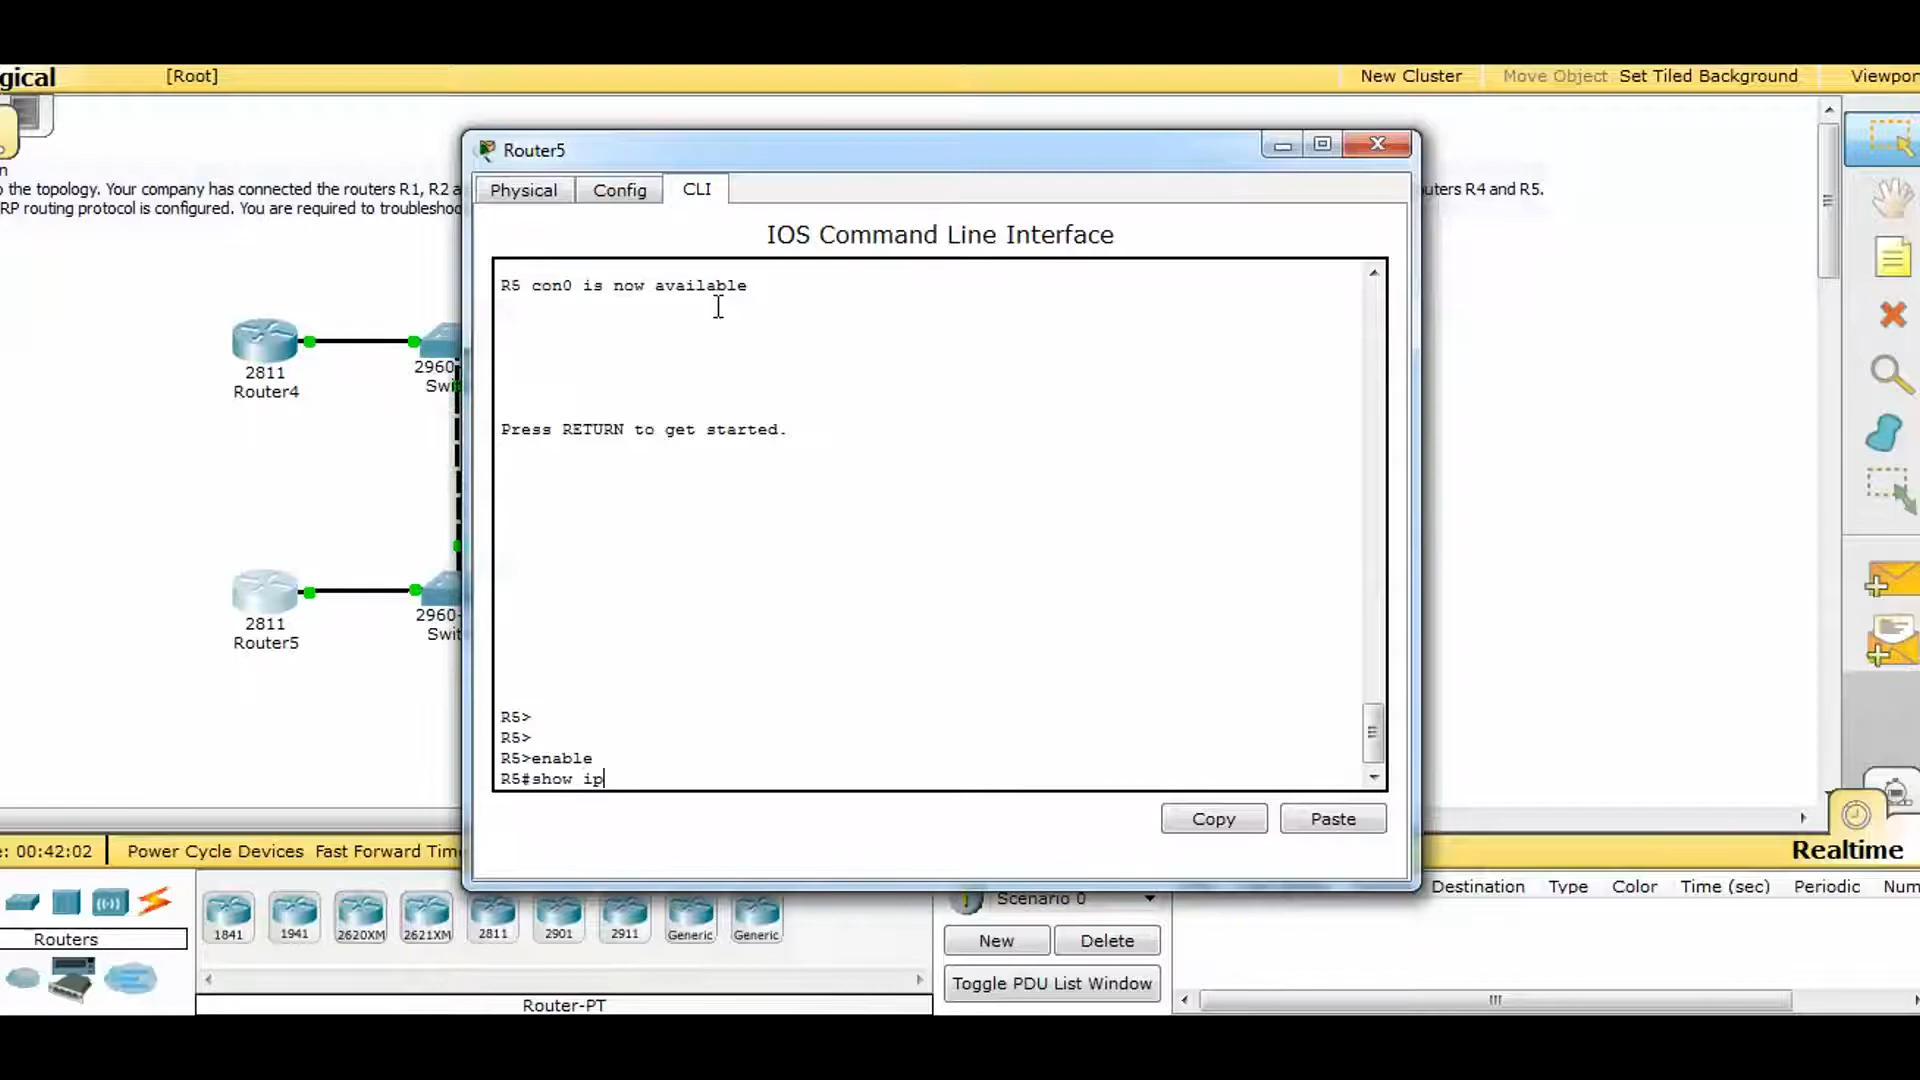 gical
[Root]
New Cluster
Move Object
Set Tiled Background
Viewpor
n
o the topology. Your company has connected the routers R1, R2 a
uters R4 and R5.
RP routing protocol is configured. You are required to troubleshoo
Router5
Physical
Config
CLI
IOS Command Line Interface
R5 con0 is now available
Press RETURN to get started.
R5>
R5>
R5>enable
R5#show ip
Copy
Paste
2811
Router4
2960-
Swi
2811
Router5
2960-
Swit
e: 00:42:02
Power Cycle Devices
Fast Forward Tim
Realtime
Routers
1841
1941
2620XM
2621XM
2811
2901
2911
Generic
Generic
Router-PT
Scenario 0
New
Delete
Toggle PDU List Window
Destination
Type
Color
Time (sec)
Periodic
Num